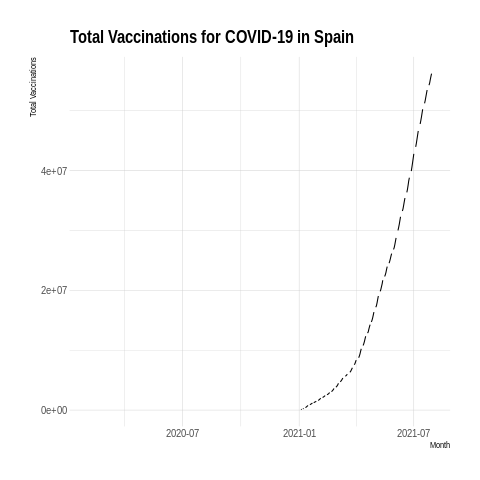 Total Vaccinations for COVID-19 in Spain
Total Vaccinations
4e+07
2e+07
0e+00
2020-07
2021-01
2021-07
Month